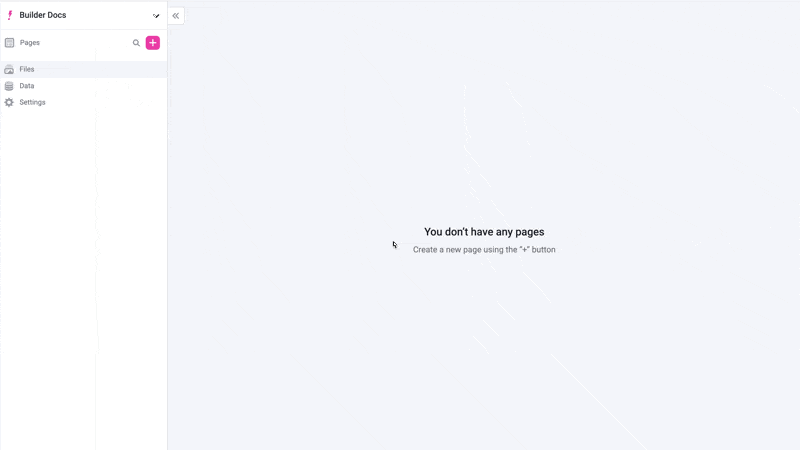 Builder Docs
Pages
Files
Data
Settings
You don't have any pages
Create a new page using the "+" button